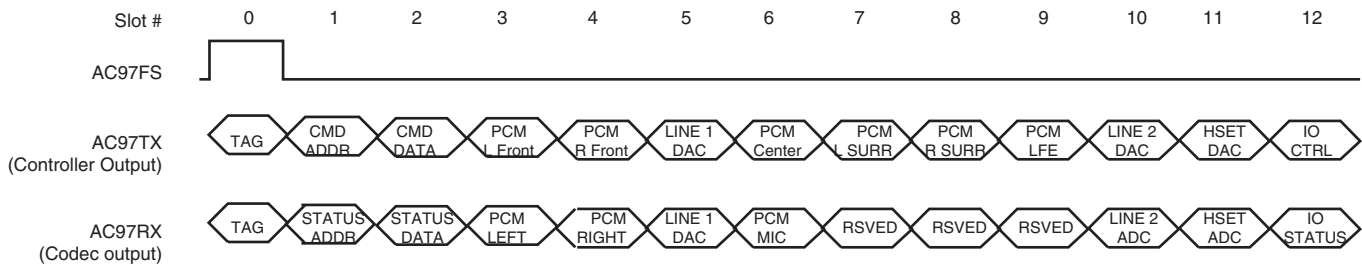 Slot # 0 1 2 3 4 5 6 7 8 9 10 11 12
AC97FS
AC97TX
(Controller Output)
TAG
CMD
ADDR
CMD
DATA
PCM
L Front
PCM
R Front
LINE 1
DAC
PCM
Center
PCM
L SURR
PCM
R SURR
PCM
LFE
LINE 2
DAC
HSET
DAC
IO
CTRL
AC97RX
(Codec output)
TAG
STATUS
ADDR
STATUS
DATA
PCM
LEFT
PCM
RIGHT
LINE 1
DAC
PCM
MIC
RSVED
RSVED
RSVED
LINE 2
ADC
HSET
ADC
IO
STATUS